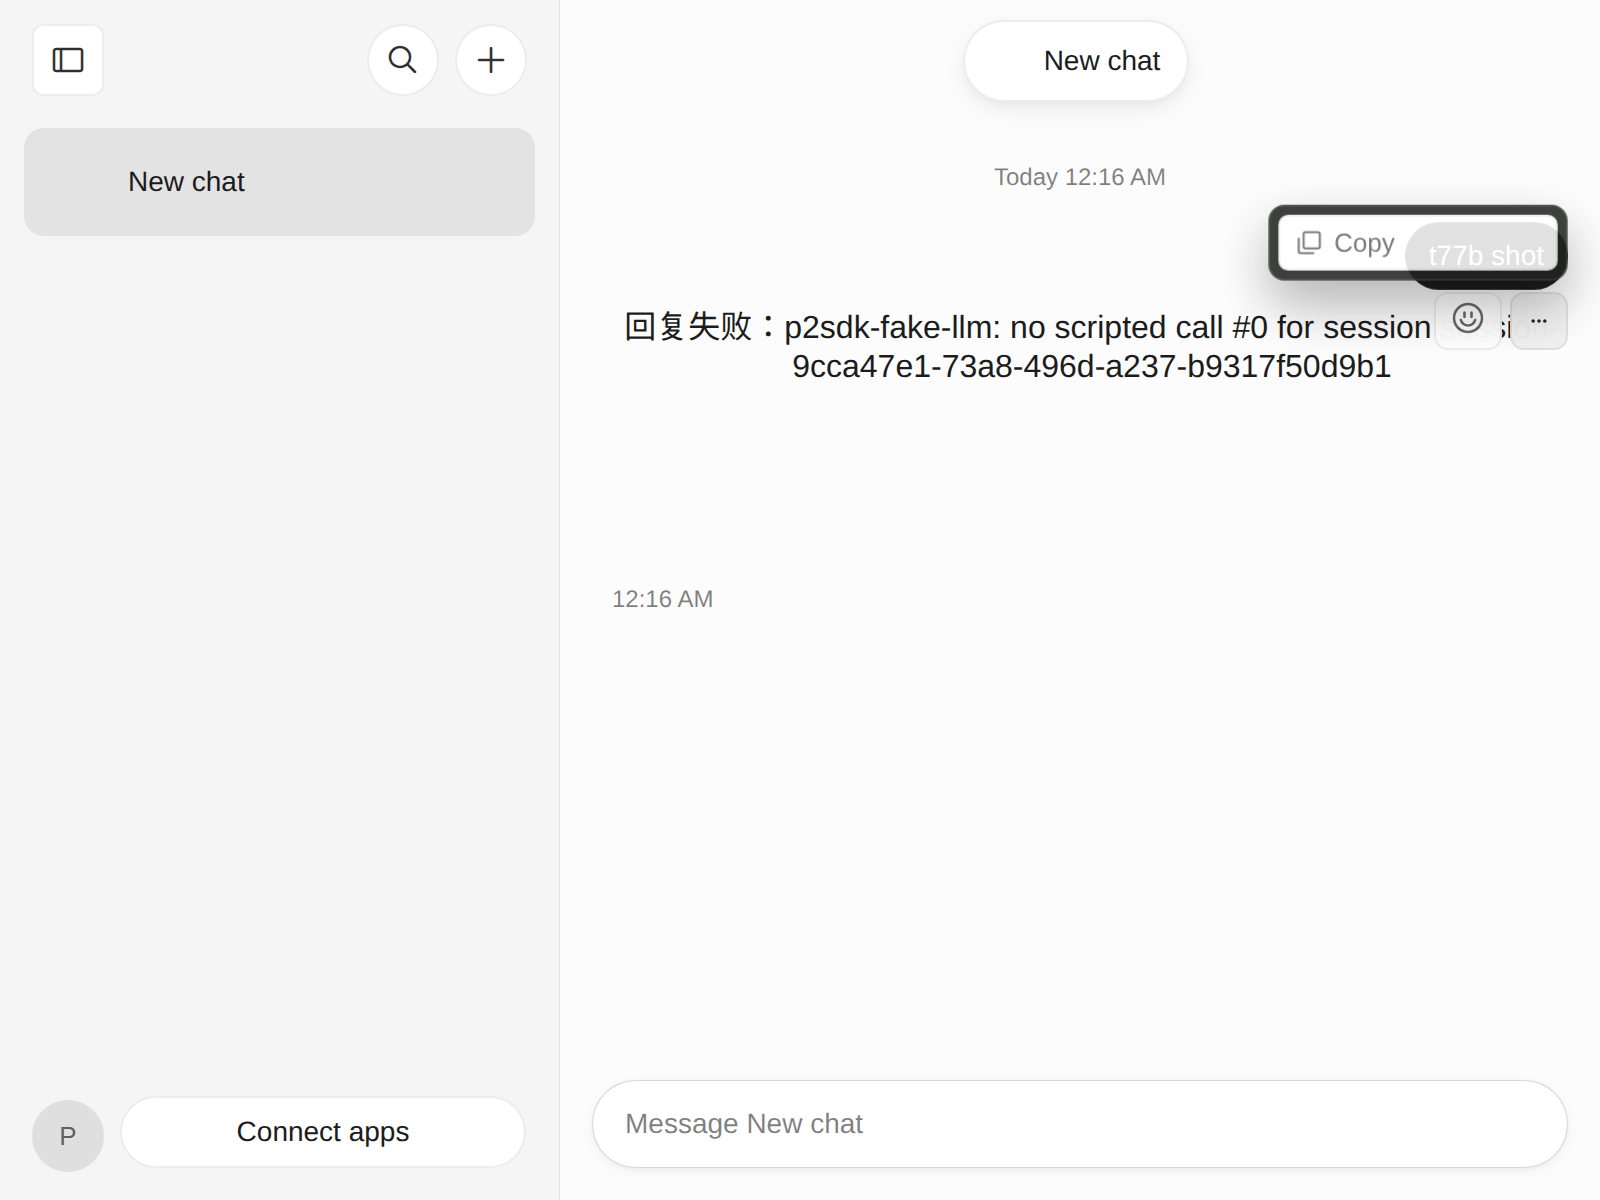 New chat
New chat
Today 12:16 AM
Copy
t77b shot
回复失败：p2sdk-fake-llm: no scripted call #0 for session
9cca47e1-73a8-496d-a237-b9317f50d9b1
12:16 AM
P
Connect apps
Message New chat